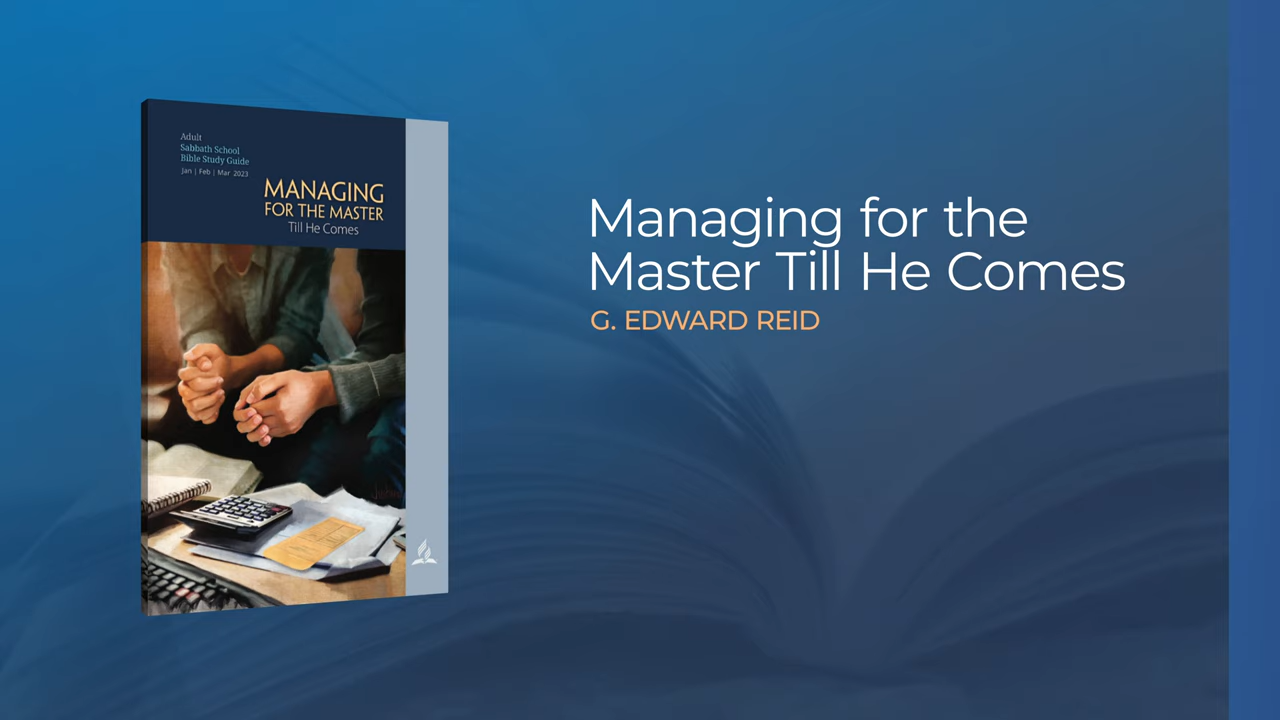 Adult
Sabbath School
Bible Study Guide
Jan | Feb | Mar 2023
MANAGING
FOR THE MASTER
Till He Comes
Managing for the
Master Till He Comes
G. EDWARD REID